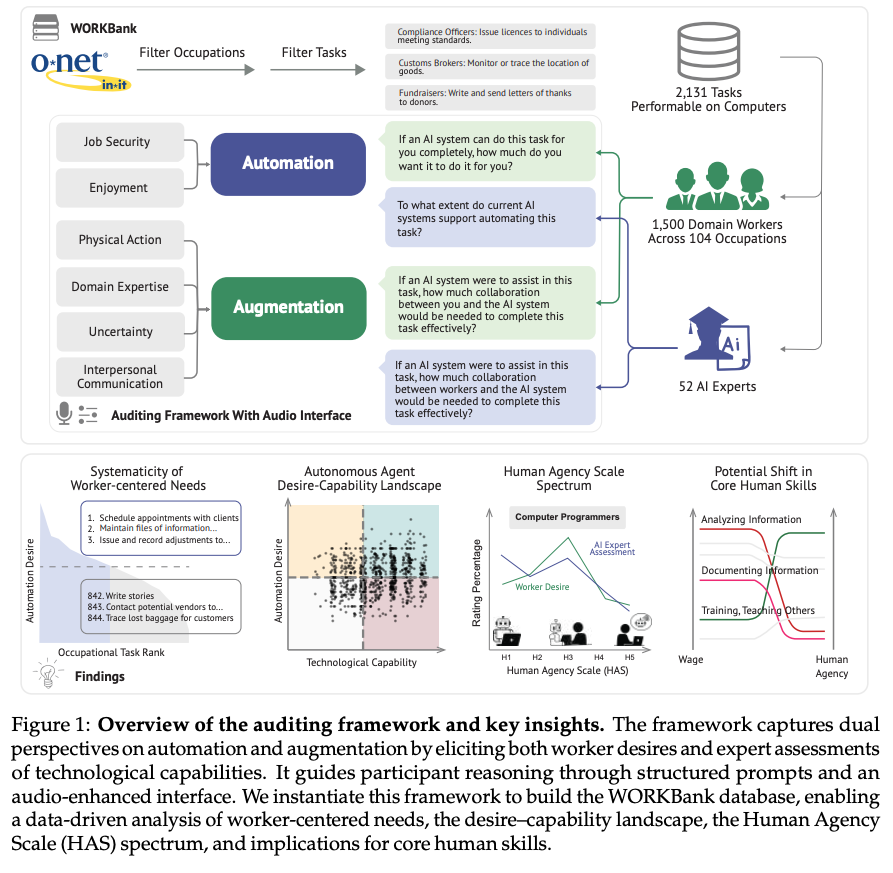 WORKBank
o*net
in-it
Filter Occupations
Filter Tasks
Compliance Officers: Issue licences to individuals
meeting standards.
Customs Brokers: Monitor or trace the location of
goods.
Fundraisers: Write and send letters of thanks
to donors.
2,131 Tasks
Performable on Computers
Job Security
Enjoyment
Automation
If an AI system can do this task for
you completely, how much do you
want it to do it for you?
To what extent do current AI
systems support automating this
task?
1,500 Domain Workers
Across 104 Occupations
Physical Action
Domain Expertise
Uncertainty
Interpersonal
Communication
Augmentation
If an AI system were to assist in this
task, how much collaboration
between you and the AI system
would be needed to complete this
task effectively?
If an AI system were to assist in this
task, how much collaboration
between workers and the AI system
would be needed to complete this
task effectively?
Ai
52 AI Experts
Auditing Framework With Audio Interface
Systematicity of
Worker-centered Needs
Automation Desire
1. Schedule appointments with clients
2. Maintain files of information...
3. Issue and record adjustments to...
842. Write stories
843. Contact potential vendors to...
844. Trace lost baggage for customers
Occupational Task Rank
Findings
Autonomous Agent
Desire-Capability Landscape
Automation Desire
Technological Capability
Human Agency Scale
Spectrum
Computer Programmers
AI Expert
Assessment
Worker Desire
Rating Percentage
H1 H2 H3 H4 H5
Human Agency Scale (HAS)
Potential Shift in
Core Human Skills
Analyzing Information
Documenting Information
Training, Teaching Others
Wage
Human
Agency
Figure 1: Overview of the auditing framework and key insights. The framework captures dual
perspectives on automation and augmentation by eliciting both worker desires and expert assessments
of technological capabilities. It guides participant reasoning through structured prompts and an
audio-enhanced interface. We instantiate this framework to build the WORKBank database, enabling
a data-driven analysis of worker-centered needs, the desire–capability landscape, the Human Agency
Scale (HAS) spectrum, and implications for core human skills.